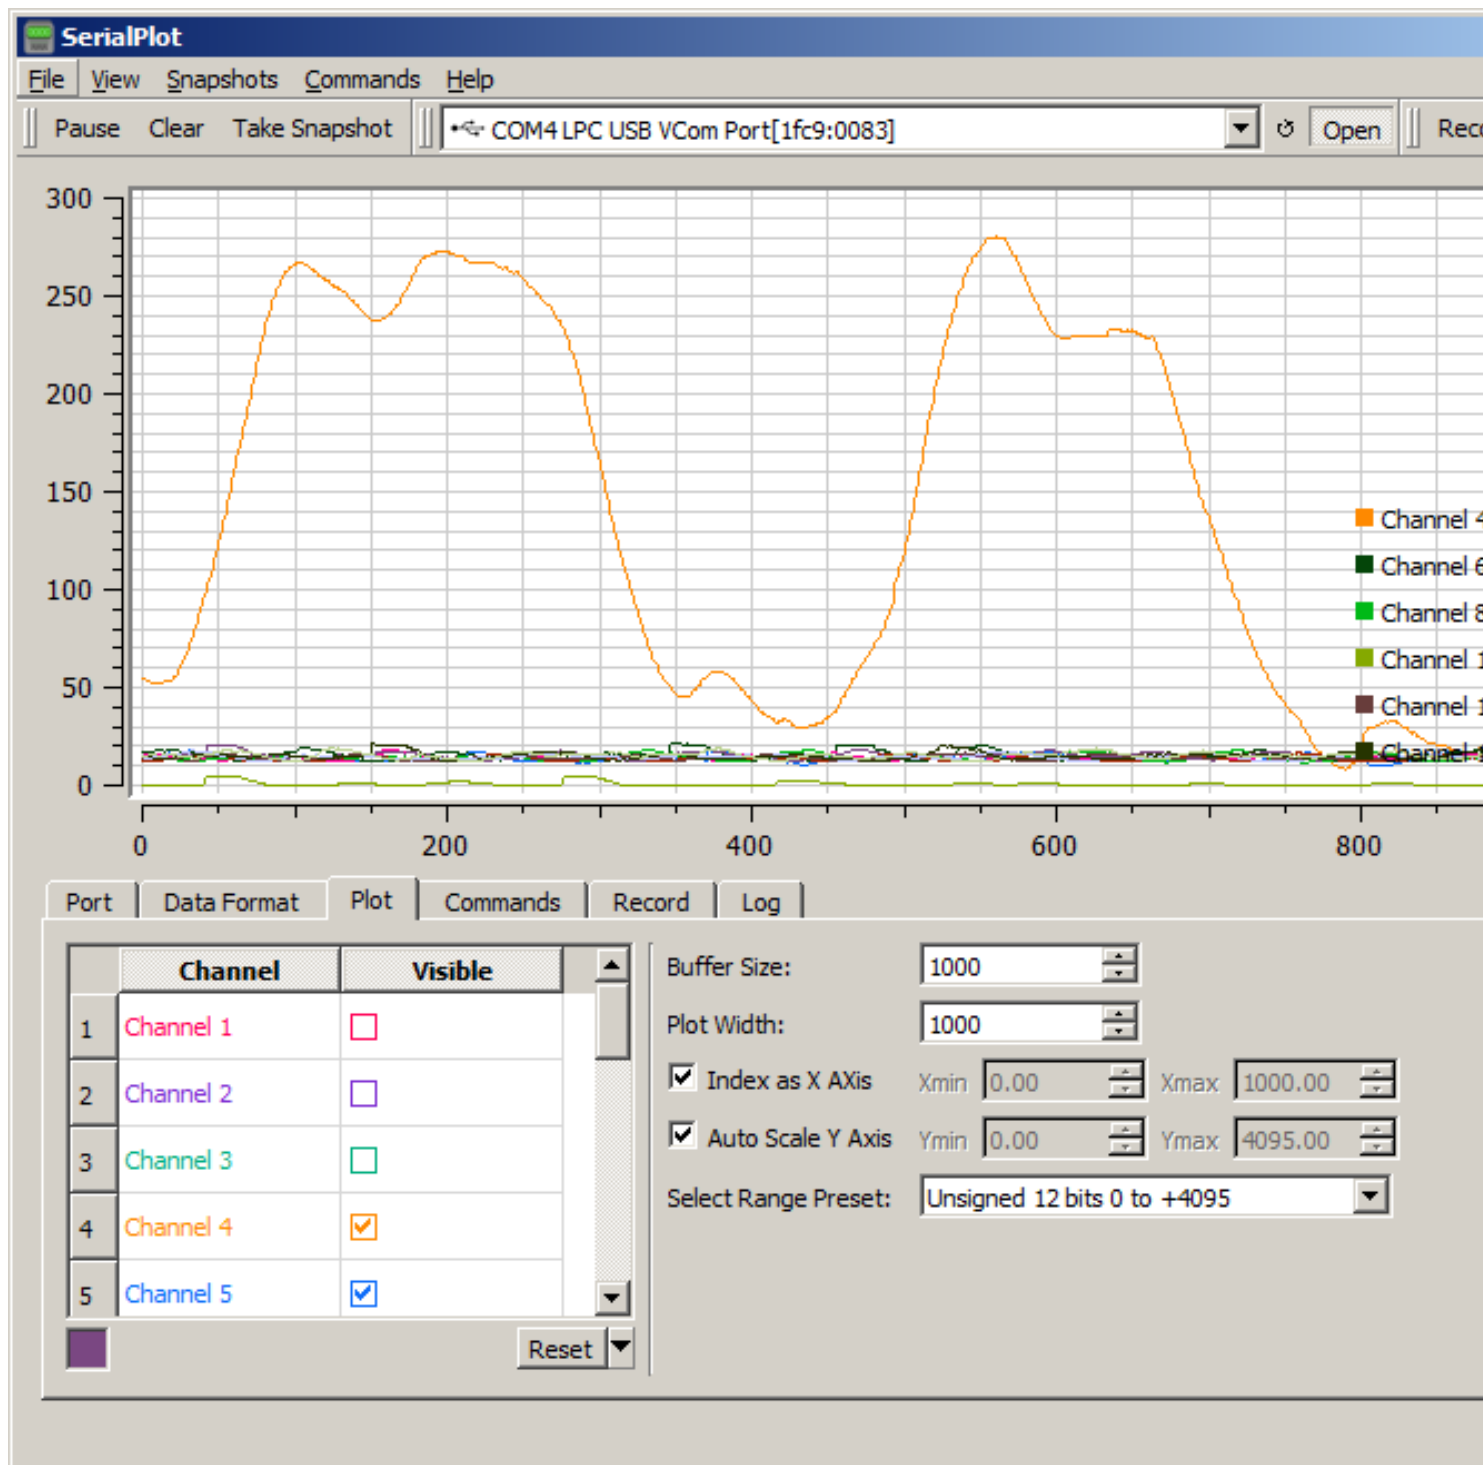 SerialPlot
File View Snapshots Commands Help
Pause Clear Take Snapshot COM4 LPC USB VCom Port[1fc9:0083] Open
300
250
200
150
100
50
0
Channel 4
Channel 6
Channel 8
Channel
Channel
Channel
0 200 400 600 800
Port Data Format Plot Commands Record Log
Channel Visible
1 Channel 1
2 Channel 2
3 Channel 3
4 Channel 4
5 Channel 5
Reset
Buffer Size: 1000
Plot Width: 1000
Index as X AXis Xmin 0.00 Xmax 1000.00
Auto Scale Y Axis Ymin 0.00 Ymax 4095.00
Select Range Preset: Unsigned 12 bits 0 to +4095